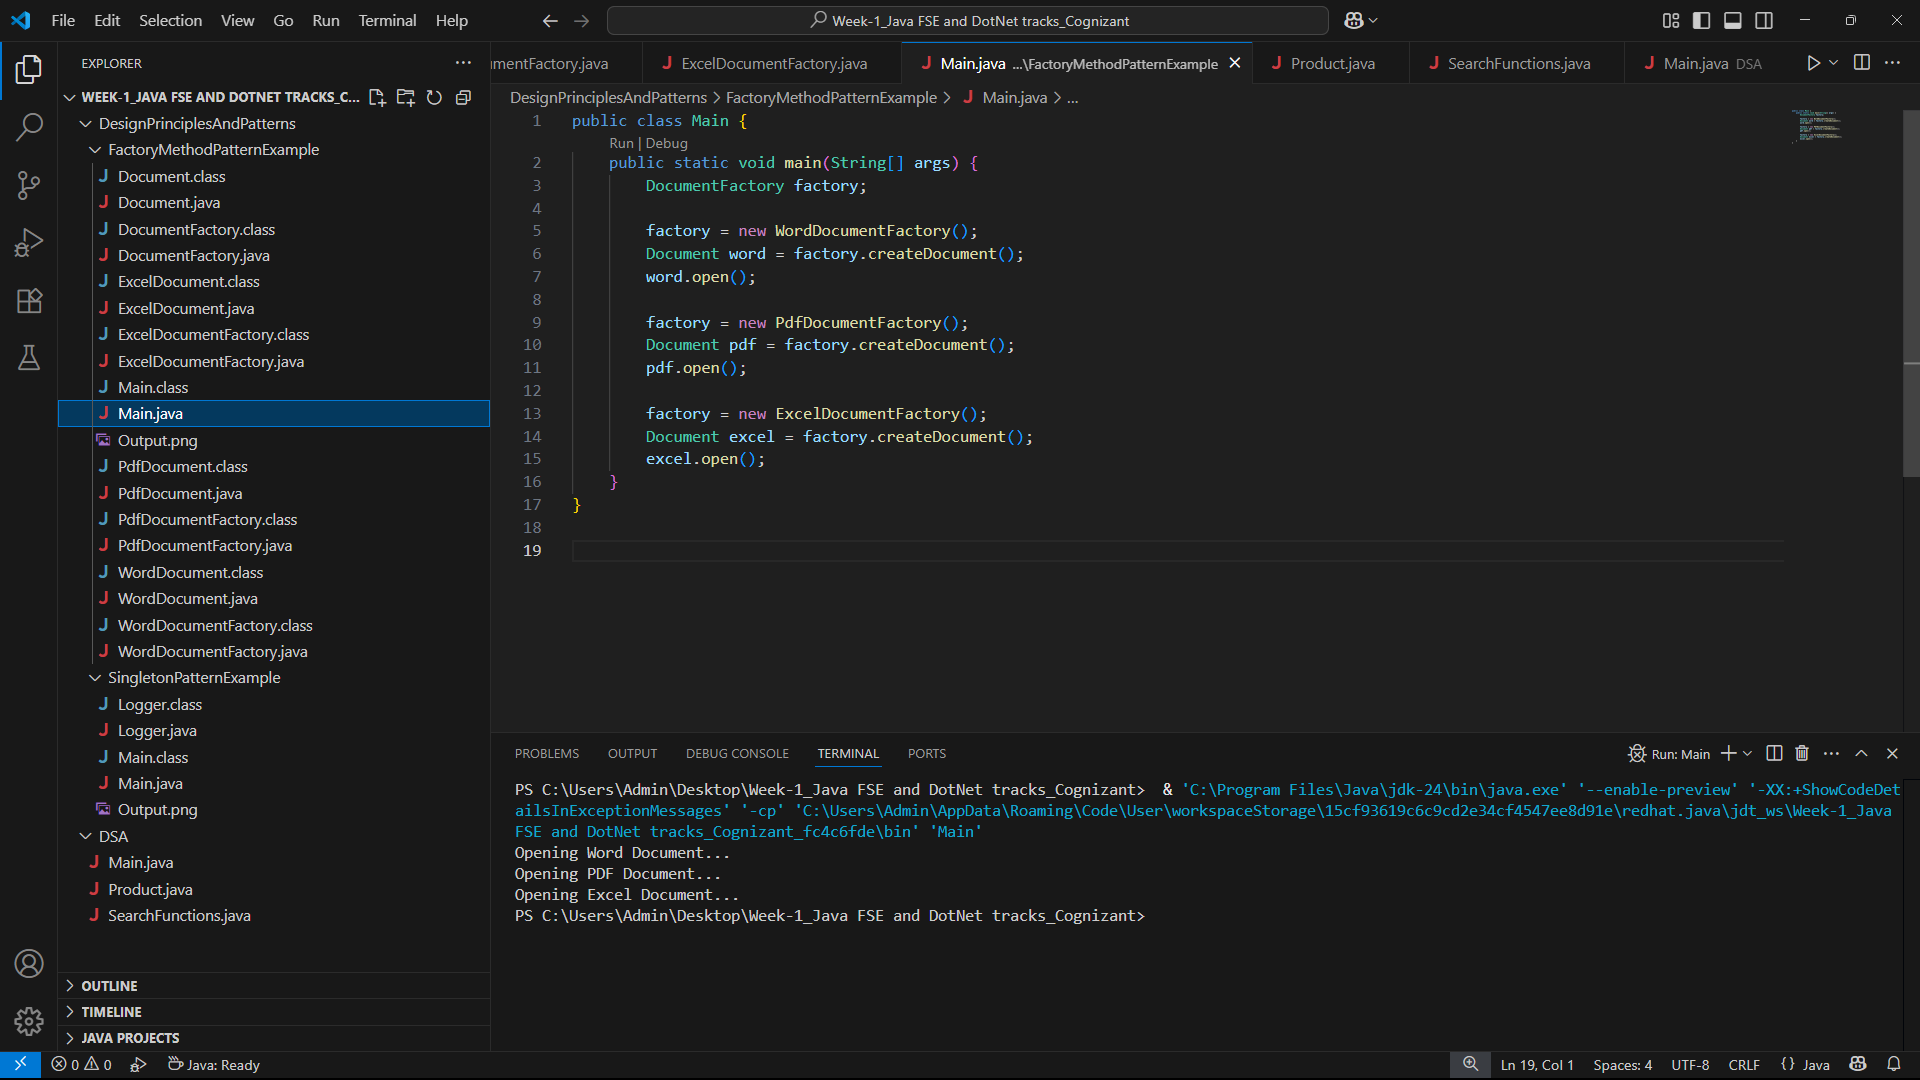 File Edit Selection View Go Run Terminal Help
Week-1_Java FSE and DotNet tracks_Cognizant
EXPLORER
WEEK-1_JAVA FSE AND DOTNET TRACKS_C...
DesignPrinciplesAndPatterns
FactoryMethodPatternExample
Document.class
Document.java
DocumentFactory.class
DocumentFactory.java
ExcelDocument.class
ExcelDocument.java
ExcelDocumentFactory.class
ExcelDocumentFactory.java
Main.class
Main.java
Output.png
PdfDocument.class
PdfDocument.java
PdfDocumentFactory.class
PdfDocumentFactory.java
WordDocument.class
WordDocument.java
WordDocumentFactory.class
WordDocumentFactory.java
SingletonPatternExample
Logger.class
Logger.java
Main.class
Main.java
Output.png
DSA
Main.java
Product.java
SearchFunctions.java
OUTLINE
TIMELINE
JAVA PROJECTS
mentFactory.java ExcelDocumentFactory.java Main.java ...\FactoryMethodPatternExample Product.java SearchFunctions.java Main.java DSA
DesignPrinciplesAndPatterns > FactoryMethodPatternExample > Main.java > ...
1 public class Main {
Run | Debug
2 public static void main(String[] args) {
3 DocumentFactory factory;
4
5 factory = new WordDocumentFactory();
6 Document word = factory.createDocument();
7 word.open();
8
9 factory = new PdfDocumentFactory();
10 Document pdf = factory.createDocument();
11 pdf.open();
12
13 factory = new ExcelDocumentFactory();
14 Document excel = factory.createDocument();
15 excel.open();
16 }
17 }
18
19
PROBLEMS OUTPUT DEBUG CONSOLE TERMINAL PORTS
Run: Main
PS C:\Users\Admin\Desktop\Week-1_Java FSE and DotNet tracks_Cognizant> & 'C:\Program Files\Java\jdk-24\bin\java.exe' '--enable-preview' '-XX:+ShowCodeDet
ailsInExceptionMessages' '-cp' 'C:\Users\Admin\AppData\Roaming\Code\User\workspaceStorage\15cf93619c6c9cd2e34cf4547ee8d91e\redhat.java\jdt_ws\Week-1_Java
FSE and DotNet tracks_Cognizant_fc4c6fde\bin' 'Main'
Opening Word Document...
Opening PDF Document...
Opening Excel Document...
PS C:\Users\Admin\Desktop\Week-1_Java FSE and DotNet tracks_Cognizant>
0 0 Java: Ready
Ln 19, Col 1 Spaces: 4 UTF-8 CRLF {} Java